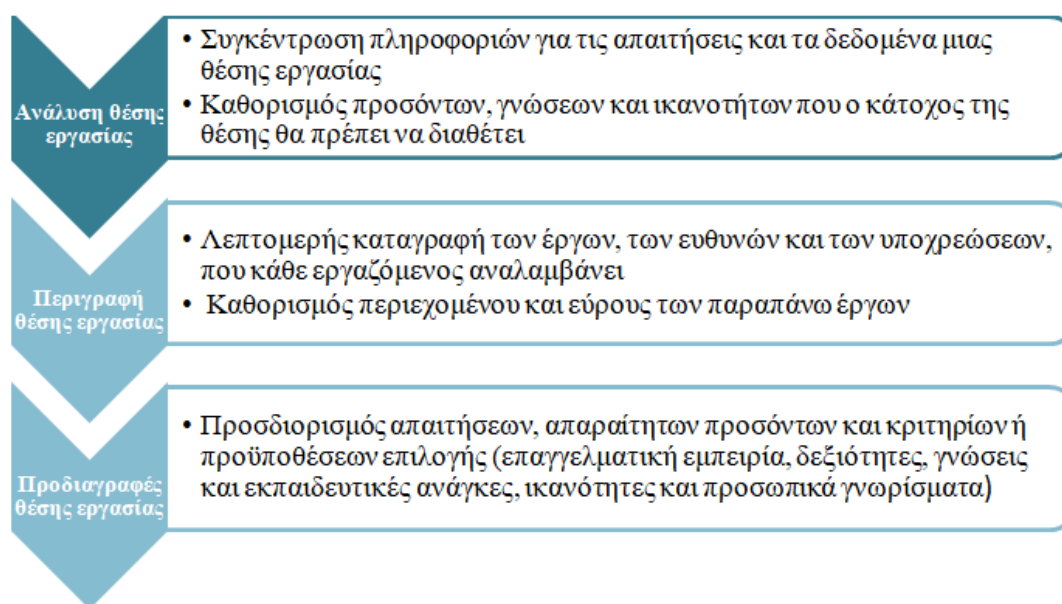 Ανάλυση θέσης
εργασίας
• Συγκέντρωση πληροφοριών για τις απαιτήσεις και τα δεδομένα μιας
θέσης εργασίας
• Καθορισμός προσόντων, γνώσεων και ικανοτήτων που ο κάτοχος της
θέσης θα πρέπει να διαθέτει
Περιγραφή
θέσης εργασίας
• Λεπτομερής καταγραφή των έργων, των ευθυνών και των υποχρεώσεων,
που κάθε εργαζόμενος αναλαμβάνει
• Καθορισμός περιεχομένου και εύρους των παραπάνω έργων
Προδιαγραφές
θέσης εργασίας
• Προσδιορισμός απαιτήσεων, απαραίτητων προσόντων και κριτηρίων ή
προϋποθέσεων επιλογής (επαγγελματική εμπειρία, δεξιότητες, γνώσεις
και εκπαιδευτικές ανάγκες, ικανότητες και προσωπικά γνωρίσματα)